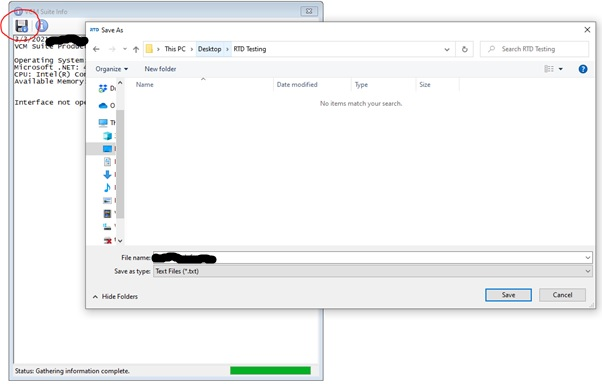 VCM Suite Info
3/3/202
VCM Suite Produc
Operating System
Microsoft .NET:
CPU: Intel(R) Cor
Available Memory
Interface not ope
Status: Gathering information complete.
RTD Save As
This PC > Desktop > RTD Testing
Search RTD Testing
Organize
New folder
Name
Date modified
Type
Size
No items match your search.
File name:
Save as type: Text Files (*.txt)
Hide Folders
Save
Cancel